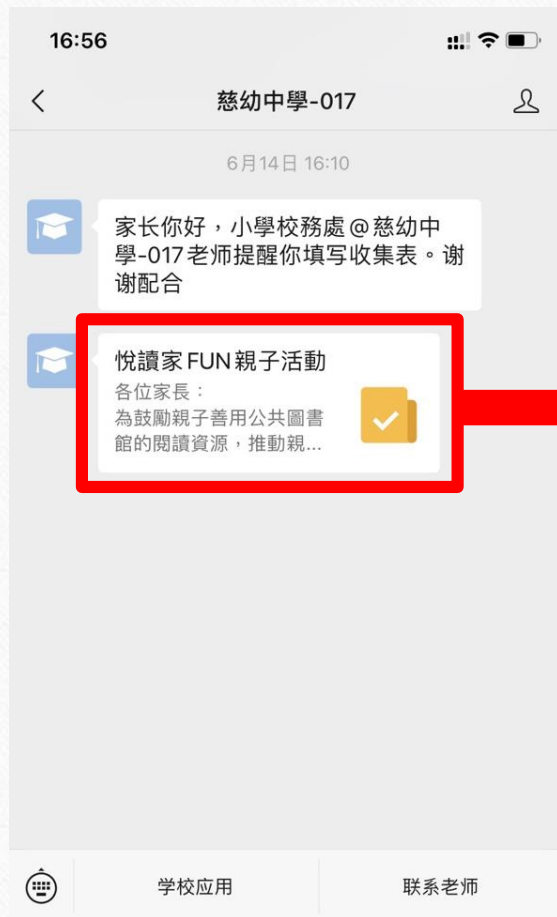 16:56
慈幼中學-017
6月14日 16:10
家长你好，小學校務處@慈幼中
學-017老师提醒你填写收集表。谢
谢配合
悅讀家FUN親子活動
各位家長：
為鼓勵親子善用公共圖書
館的閱讀資源，推動親...
学校应用
联系老师